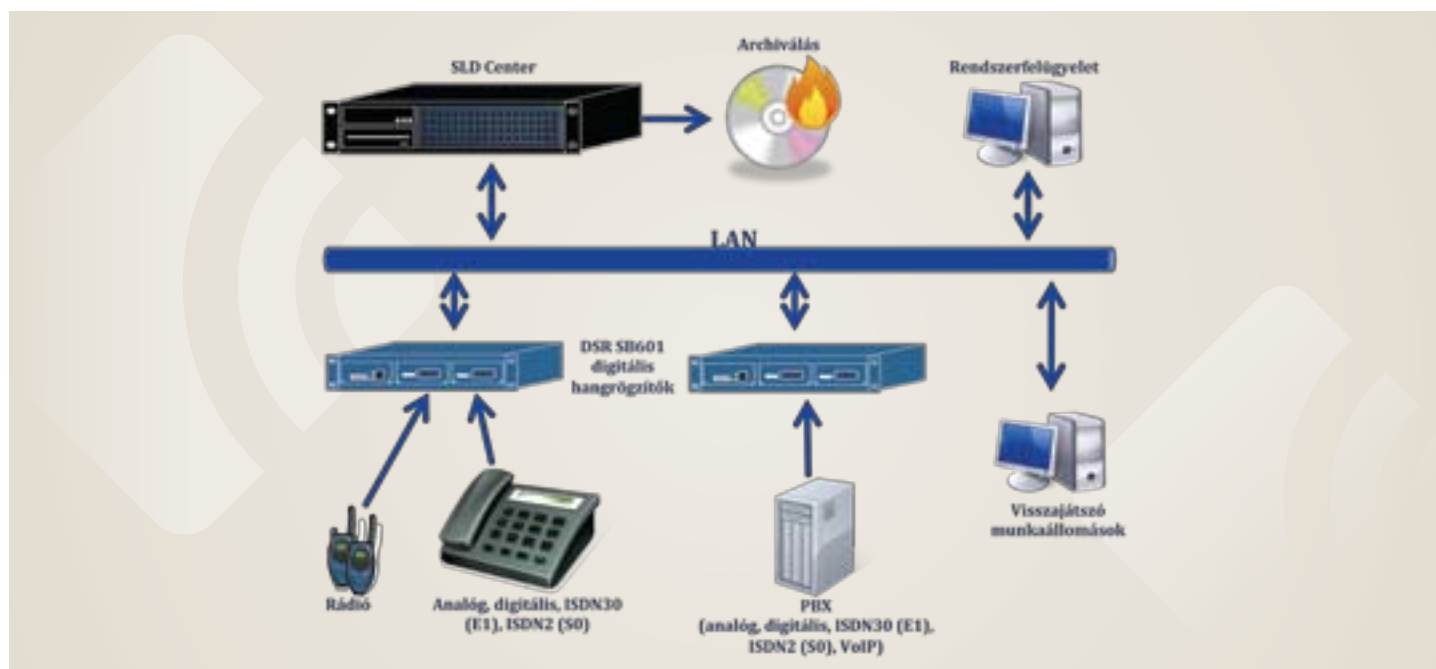 Archiválás
SLD Center
Rendszerfelügyelet
LAN
DSR SB601
digitális
hangrögzítők
Visszajátszó
munkaállomások
Rádió
Analóg, digitális, ISDN30
(E1), ISDN2 (S0)
PBX
(analóg, digitális, ISDN30 (E1),
ISDN2 (S0), VoIP)